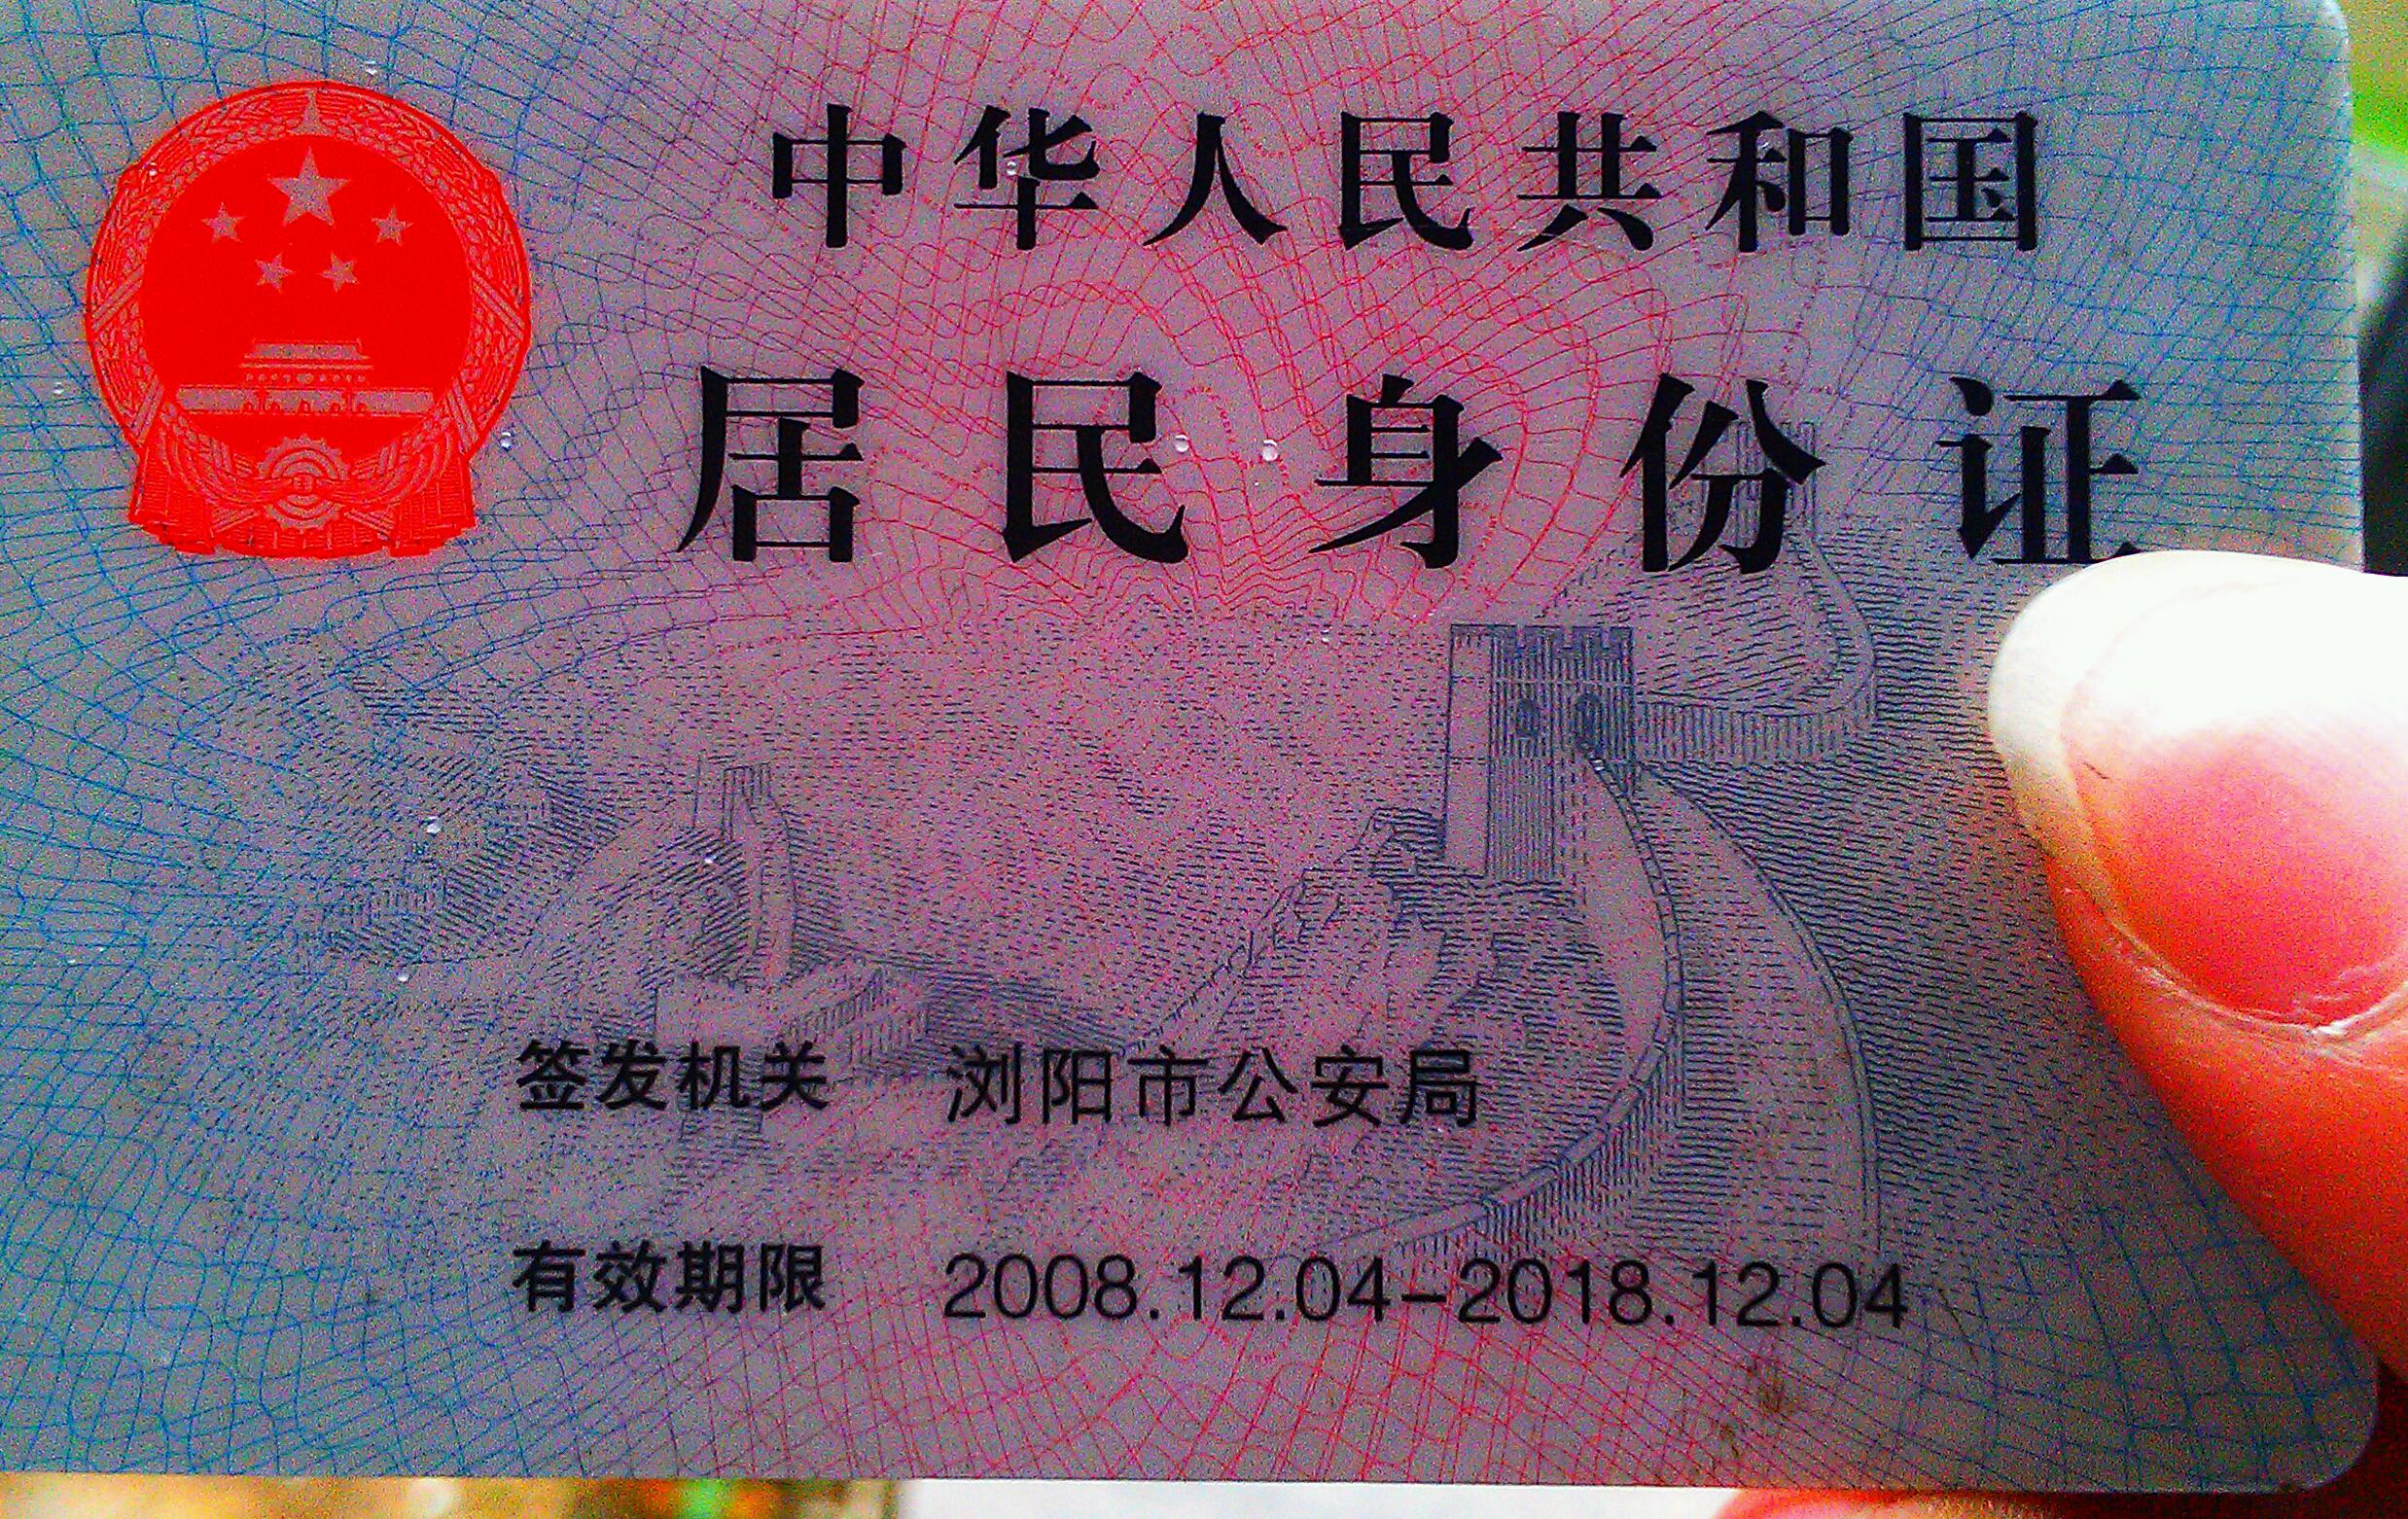 中华人民共和国
居民身份证
签发机关 浏阳市公安局
有效期限 2008.12.04-2018.12.04